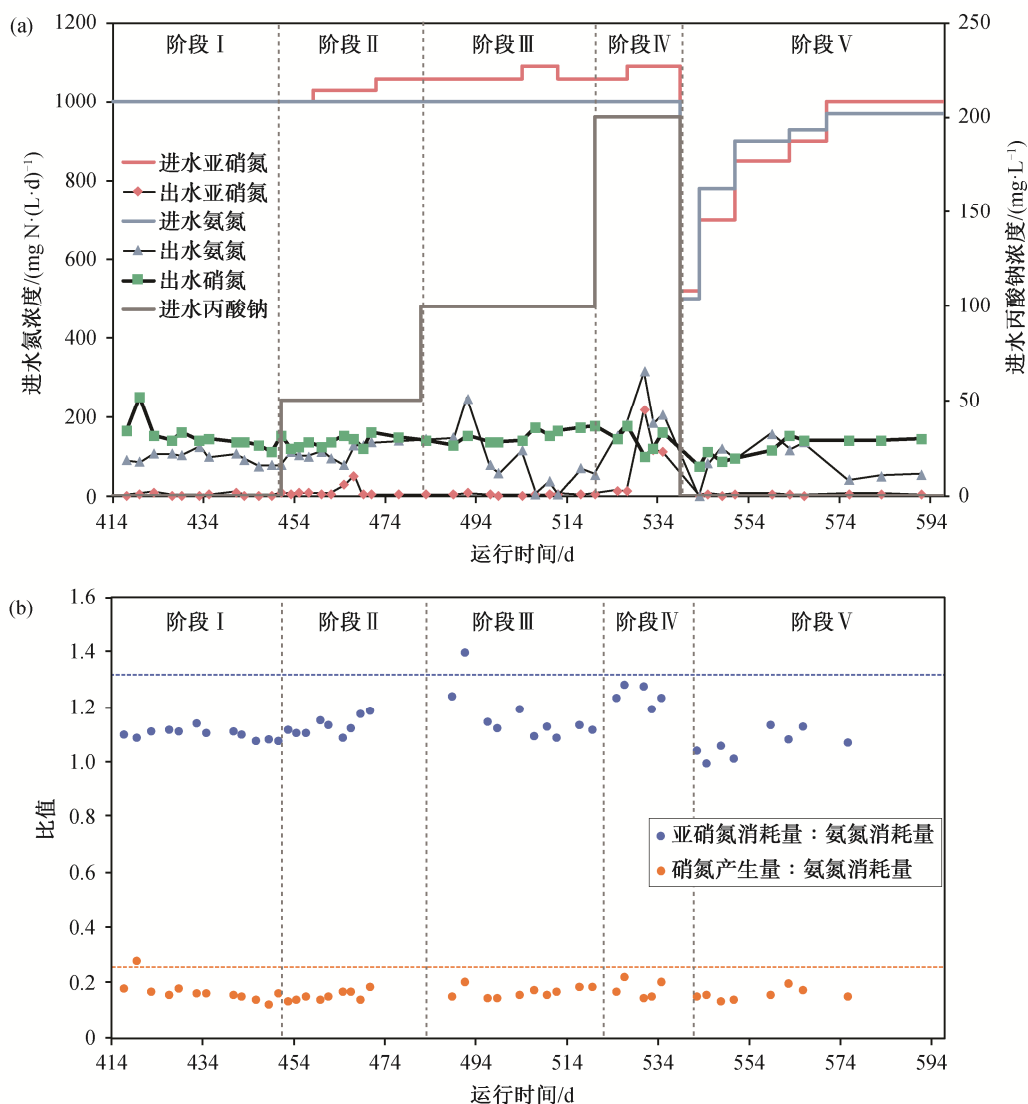 (a)
1200
1000
800
600
400
200
0
进水氮浓度/(mg N·(L·d)⁻¹)
阶段Ⅰ
阶段Ⅱ
阶段Ⅲ
阶段Ⅳ
阶段Ⅴ
进水亚硝氮
出水亚硝氮
进水氨氮
出水氨氮
出水硝氮
进水丙酸钠
250
200
150
100
50
0
进水丙酸钠浓度/(mg·L⁻¹)
414 434 454 474 494 514 534 554 574 594
运行时间/d
(b)
1.6
1.4
1.2
1.0
0.8
0.6
0.4
0.2
0
比值
阶段Ⅰ
阶段Ⅱ
阶段Ⅲ
阶段Ⅳ
阶段Ⅴ
亚硝氮消耗量：氨氮消耗量
硝氮产生量：氨氮消耗量
414 434 454 474 494 514 534 554 574 594
运行时间/d